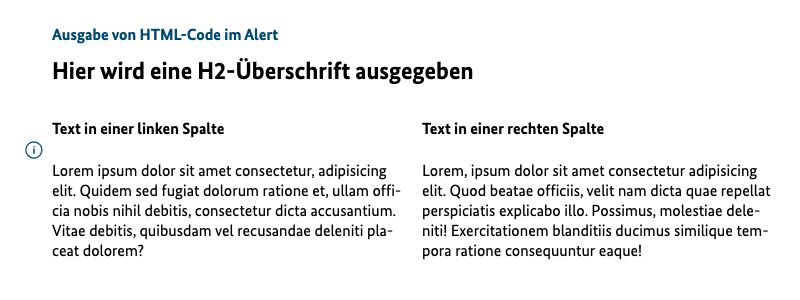 Ausgabe von HTML-Code im Alert
Hier wird eine H2-Überschrift ausgegeben
Text in einer linken Spalte
Lorem ipsum dolor sit amet consectetur, adipisicing
elit. Quidem sed fugiat dolorum ratione et, ullam offi-
cia nobis nihil debitis, consectetur dicta accusantium.
Vitae debitis, quibusdam vel recusandae deleniti pla-
ceat dolorem?
Text in einer rechten Spalte
Lorem, ipsum dolor sit amet consectetur adipisicing
elit. Quod beatae officiis, velit nam dicta quae repellat
perspiciatis explicabo illo. Possimus, molestiae dele-
niti! Exercitationem blanditiis ducimus similique tem-
pora ratione consequuntur eaque!